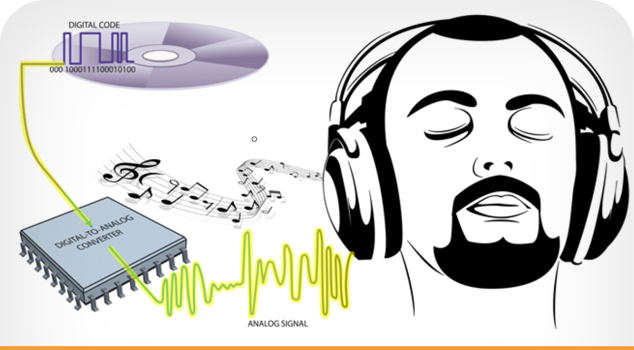 DIGITAL CODE
000 1000111100010100
DIGITAL-TO-ANALOG
CONVERTER
ANALOG SIGNAL